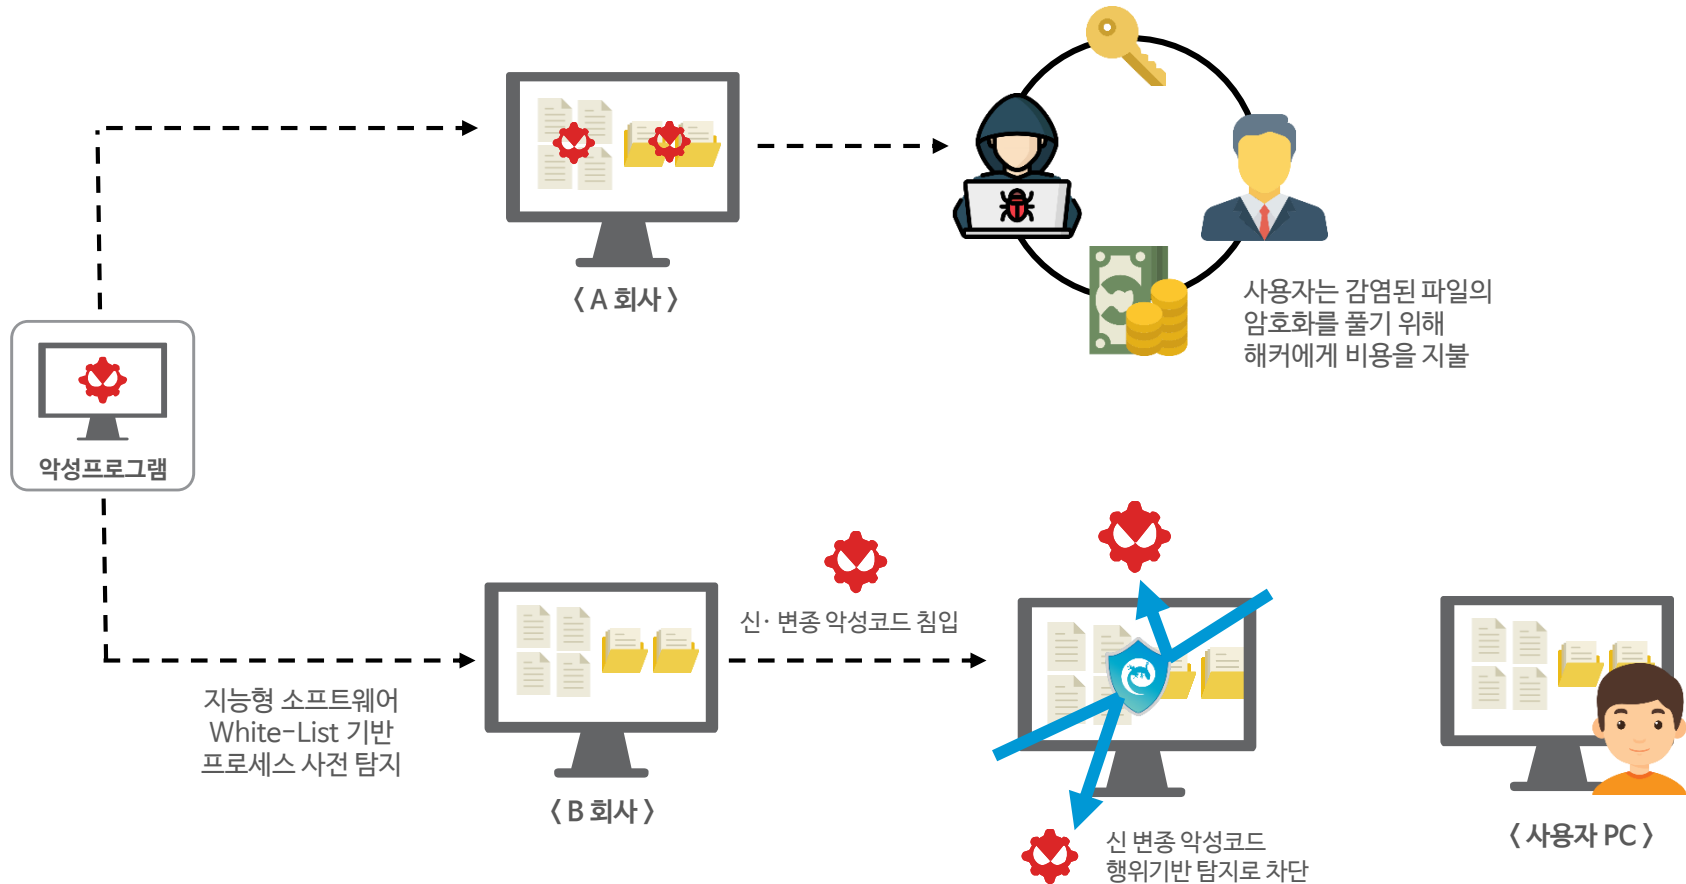 〈 A 회사 〉
사용자는 감염된 파일의
암호화를 풀기 위해
해커에게 비용을 지불
악성프로그램
신· 변종 악성코드 침입
지능형 소프트웨어
White-List 기반
프로세스 사전 탐지
〈 B 회사 〉
신 변종 악성코드
행위기반 탐지로 차단
〈 사용자 PC 〉